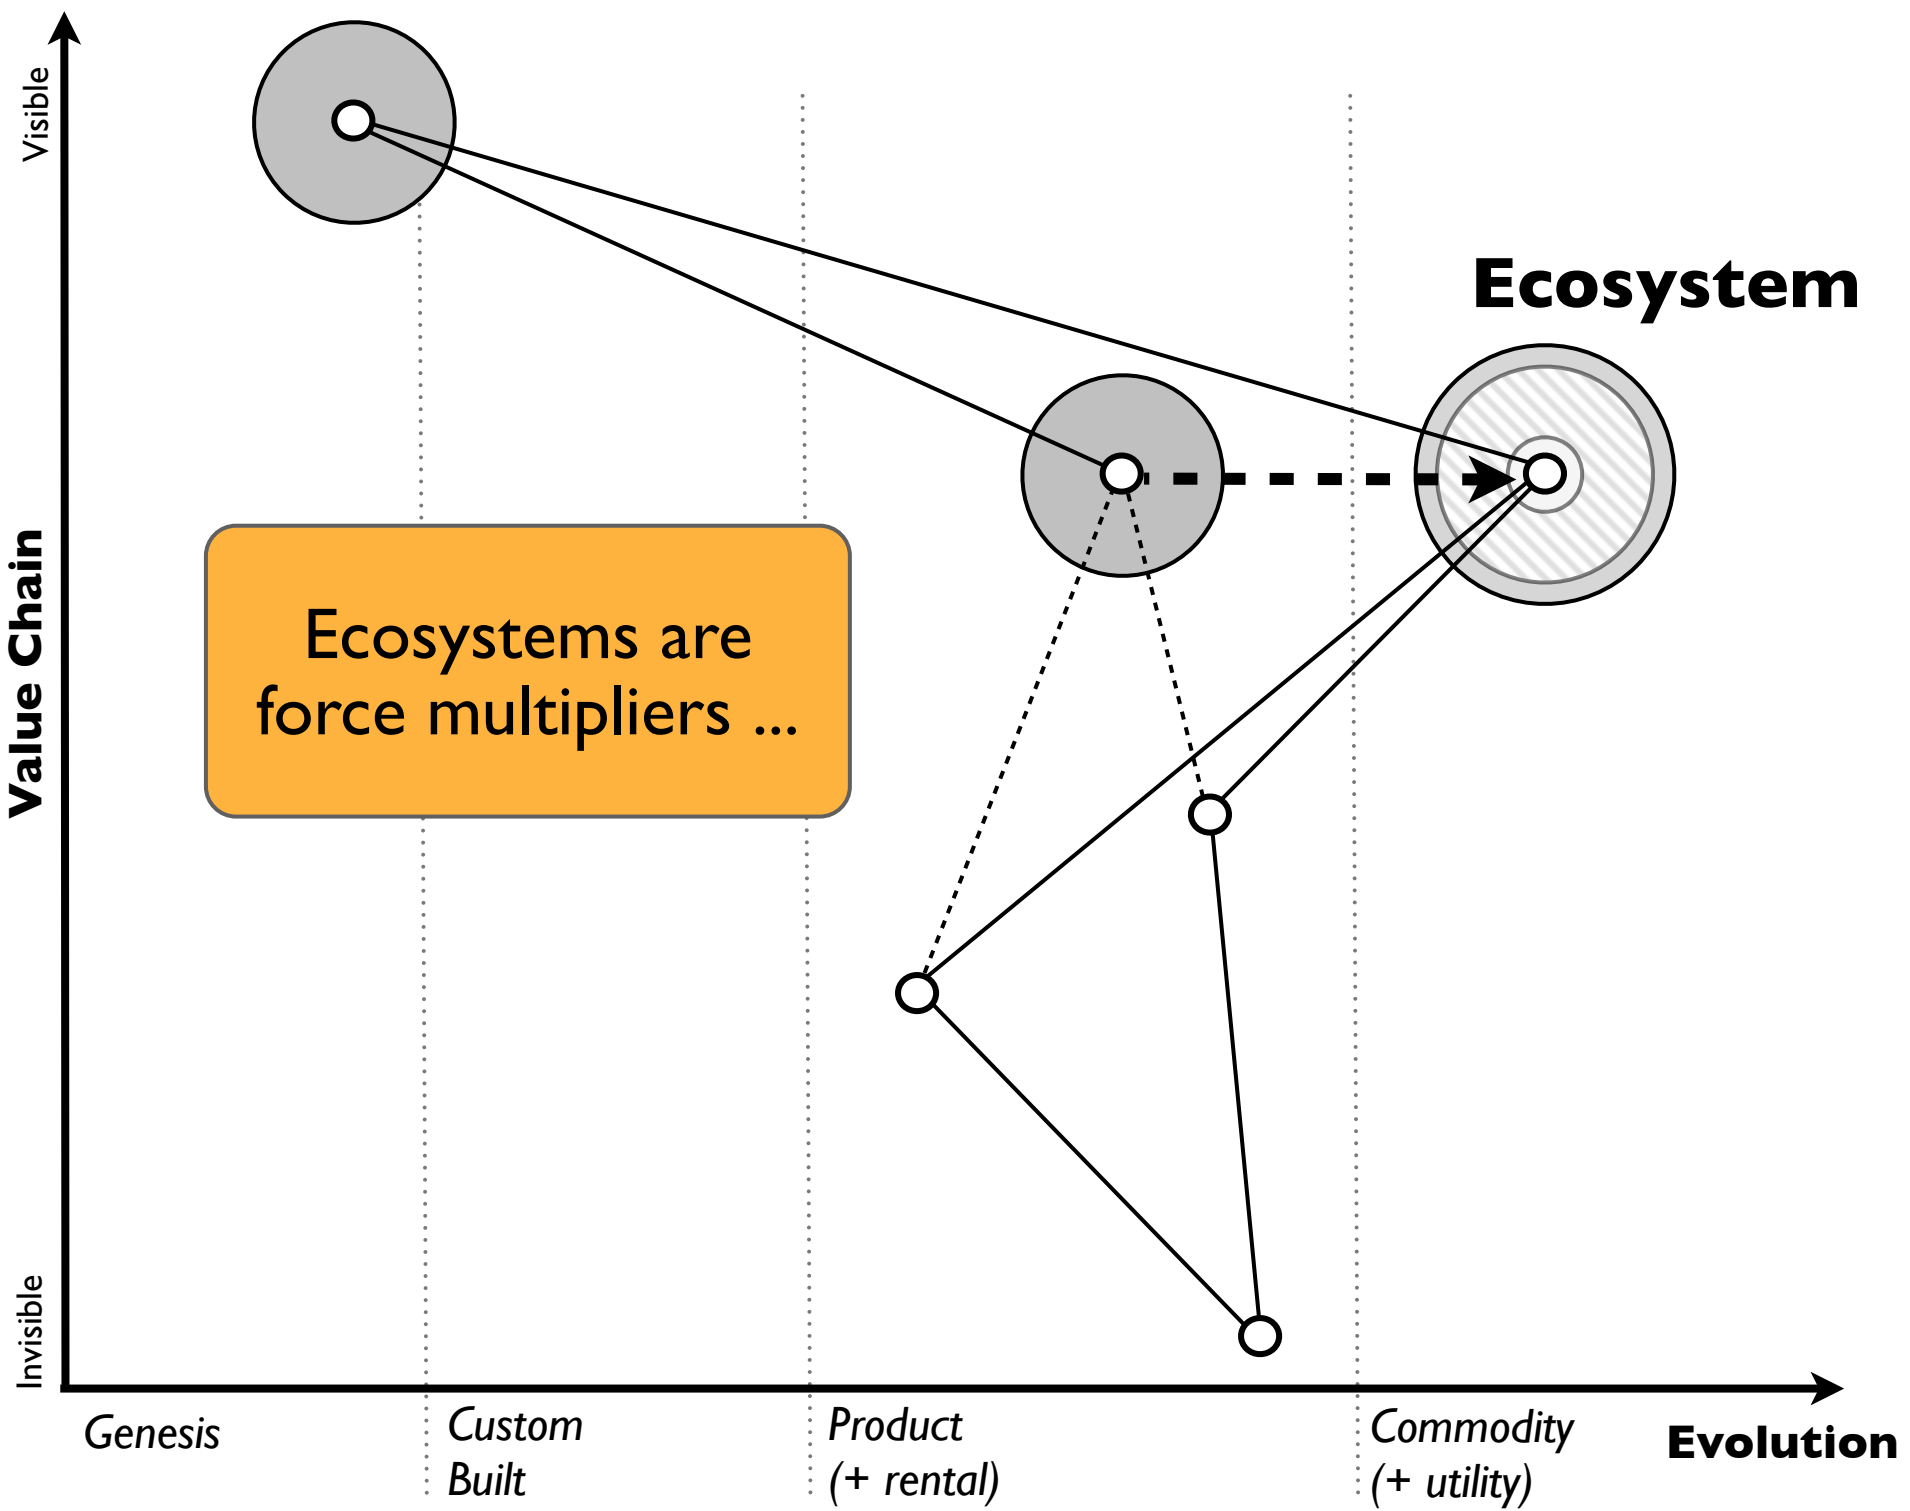 Visible
Ecosystem
Ecosystems are
force multipliers ...
Value Chain
Invisible
Genesis
Custom
Built
Product
(+ rental)
Commodity
(+ utility)
Evolution